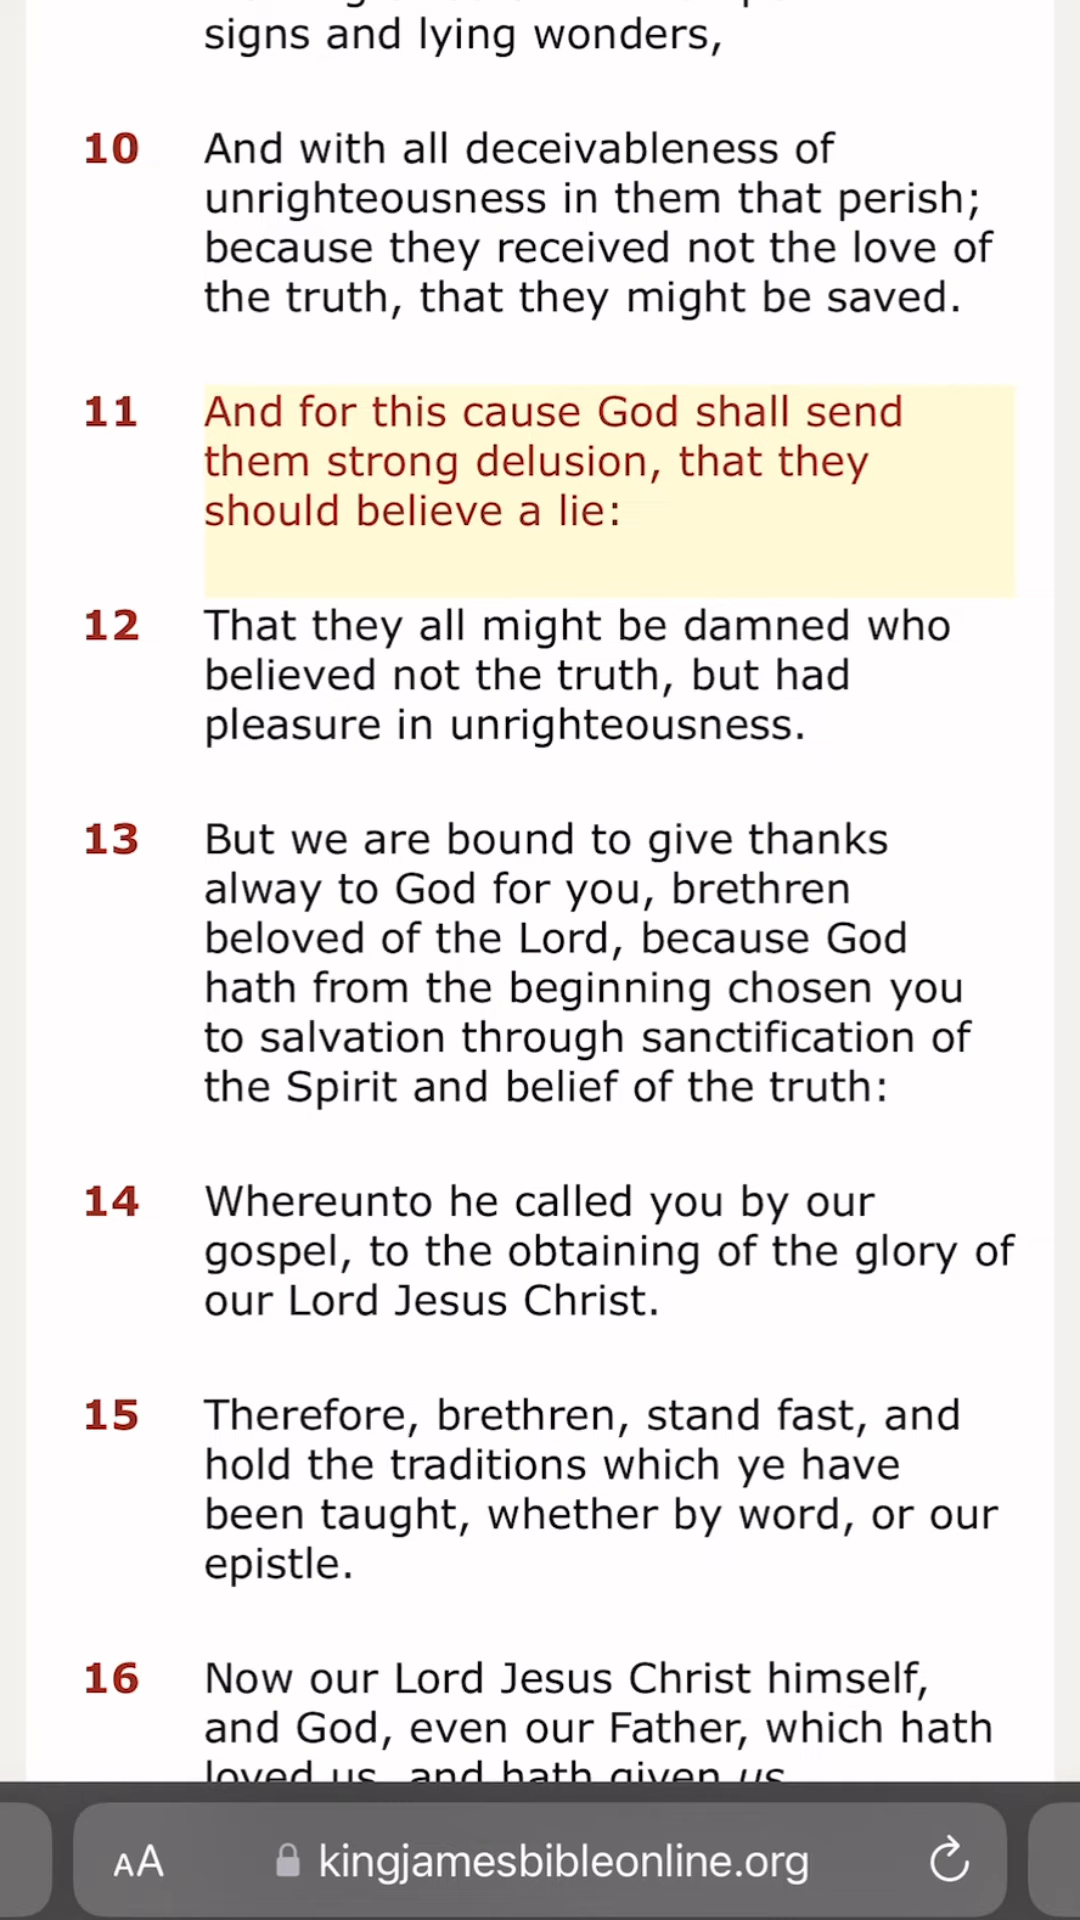 signs and lying wonders,
10 And with all deceivableness of
unrighteousness in them that perish;
because they received not the love of
the truth, that they might be saved.
11 And for this cause God shall send
them strong delusion, that they
should believe a lie:
12 That they all might be damned who
believed not the truth, but had
pleasure in unrighteousness.
13 But we are bound to give thanks
alway to God for you, brethren
beloved of the Lord, because God
hath from the beginning chosen you
to salvation through sanctification of
the Spirit and belief of the truth:
14 Whereunto he called you by our
gospel, to the obtaining of the glory of
our Lord Jesus Christ.
15 Therefore, brethren, stand fast, and
hold the traditions which ye have
been taught, whether by word, or our
epistle.
16 Now our Lord Jesus Christ himself,
and God, even our Father, which hath
loved us, and hath given us
AA kingjamesbibleonline.org